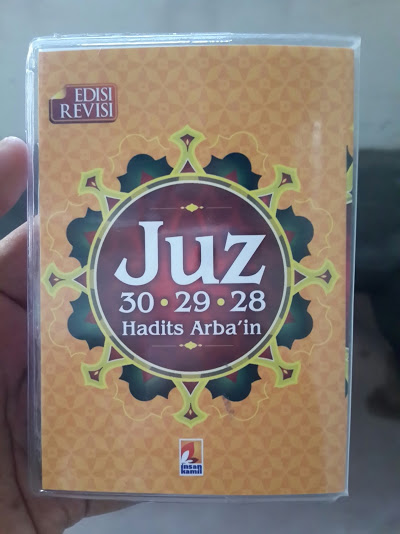 EDISI
REVISI
Juz
30 • 29 • 28
Hadits Arba'in
insan
kamil